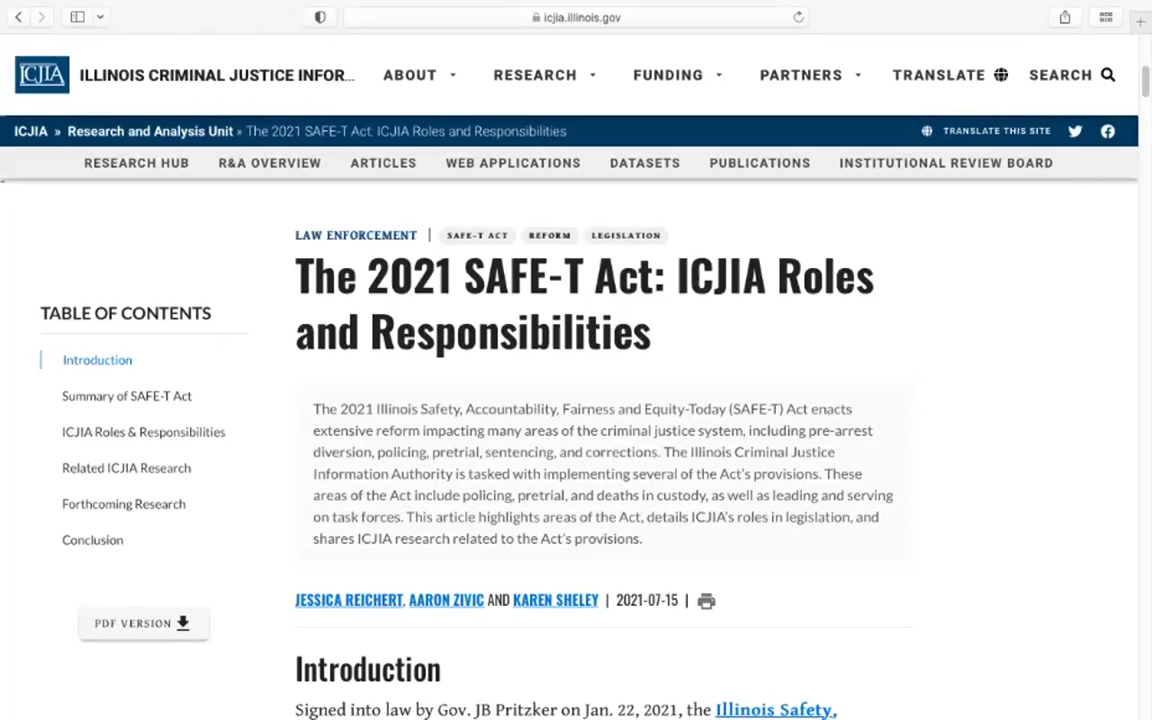 icjia.illinois.gov
ICJIA ILLINOIS CRIMINAL JUSTICE INFOR... ABOUT RESEARCH FUNDING PARTNERS TRANSLATE SEARCH
ICJIA » Research and Analysis Unit » The 2021 SAFE-T Act: ICJIA Roles and Responsibilities TRANSLATE THIS SITE
RESEARCH HUB R&A OVERVIEW ARTICLES WEB APPLICATIONS DATASETS PUBLICATIONS INSTITUTIONAL REVIEW BOARD
LAW ENFORCEMENT | SAFE-T ACT REFORM LEGISLATION
The 2021 SAFE-T Act: ICJIA Roles
and Responsibilities
TABLE OF CONTENTS
Introduction
Summary of SAFE-T Act
ICJIA Roles & Responsibilities
Related ICJIA Research
Forthcoming Research
Conclusion
PDF VERSION
The 2021 Illinois Safety, Accountability, Fairness and Equity-Today (SAFE-T) Act enacts
extensive reform impacting many areas of the criminal justice system, including pre-arrest
diversion, policing, pretrial, sentencing, and corrections. The Illinois Criminal Justice
Information Authority is tasked with implementing several of the Act's provisions. These
areas of the Act include policing, pretrial, and deaths in custody, as well as leading and serving
on task forces. This article highlights areas of the Act, details ICJIA's roles in legislation, and
shares ICJIA research related to the Act's provisions.
JESSICA REICHERT, AARON ZIVIC AND KAREN SHELEY | 2021-07-15 |
Introduction
Signed into law by Gov. JB Pritzker on Jan. 22, 2021, the Illinois Safety,